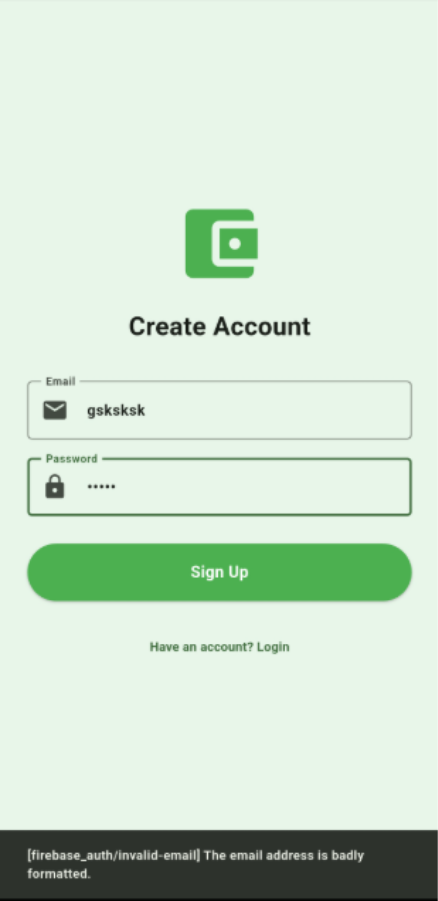 Create Account
Email
gsksksk
Password
•••••
Sign Up
Have an account? Login
[firebase_auth/invalid-email] The email address is badly
formatted.